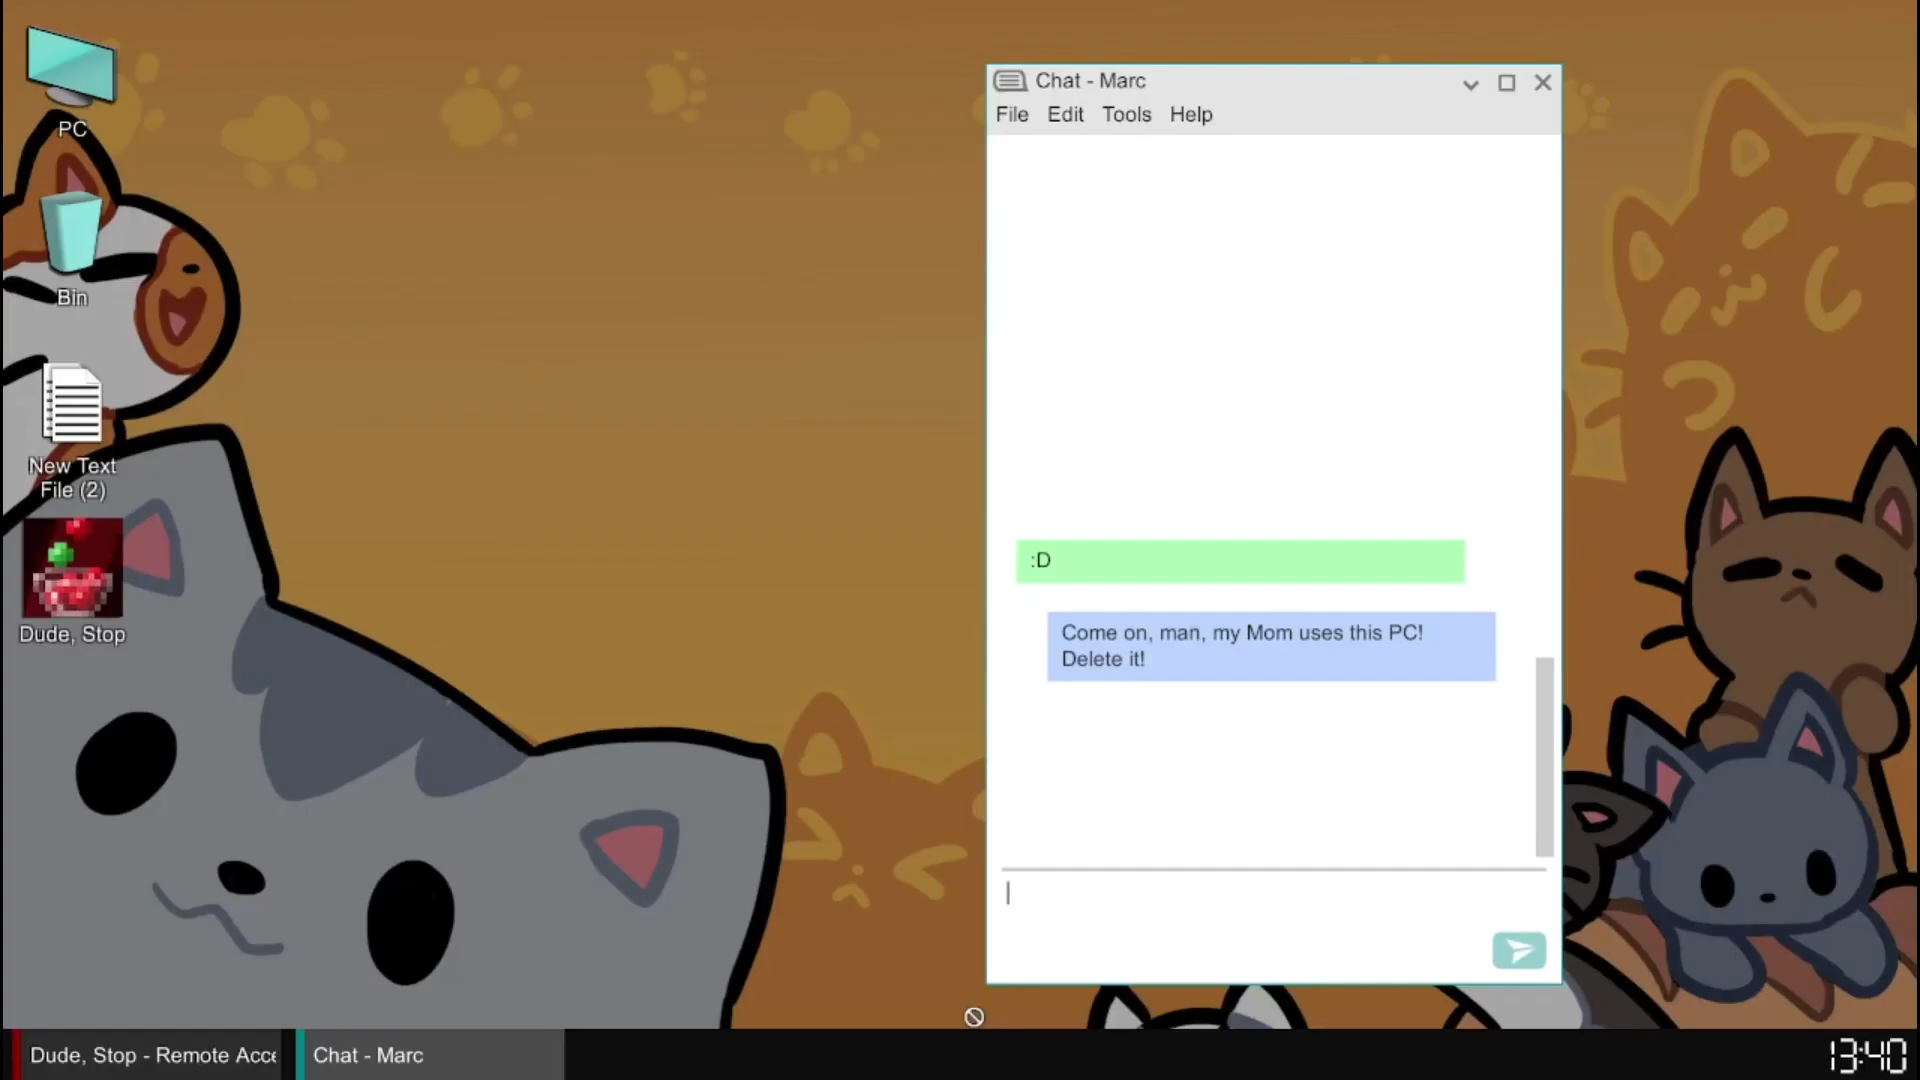 PC
Bin
New Text
File (2)
Dude, Stop
Chat - Marc
File Edit Tools Help
:D
Come on, man, my Mom uses this PC!
Delete it!
Dude, Stop - Remote Acce
Chat - Marc
13:40